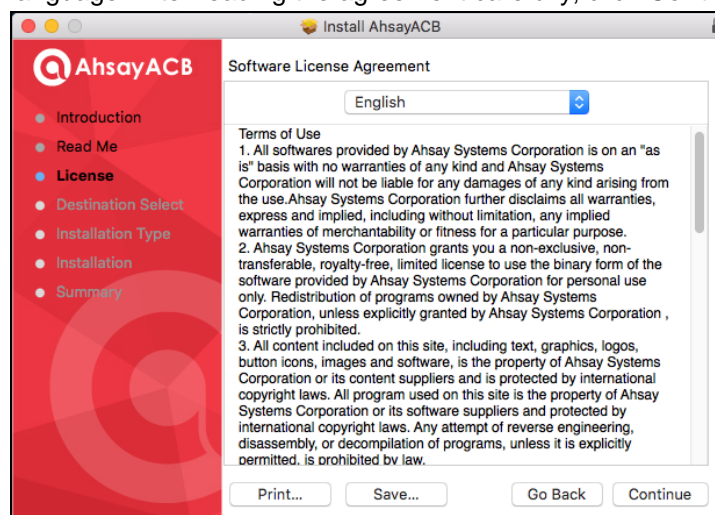 Install AhsayACB
AhsayACB
Software License Agreement
English
Introduction
Read Me
License
Destination Select
Installation Type
Installation
Summary
Terms of Use
1. All softwares provided by Ahsay Systems Corporation is on an "as
is" basis with no warranties of any kind and Ahsay Systems
Corporation will not be liable for any damages of any kind arising from
the use.Ahsay Systems Corporation further disclaims all warranties,
express and implied, including without limitation, any implied
warranties of merchantability or fitness for a particular purpose.
2. Ahsay Systems Corporation grants you a non-exclusive, non-
transferable, royalty-free, limited license to use the binary form of the
software provided by Ahsay Systems Corporation for personal use
only. Redistribution of programs owned by Ahsay Systems
Corporation, unless explicitly granted by Ahsay Systems Corporation ,
is strictly prohibited.
3. All content included on this site, including text, graphics, logos,
button icons, images and software, is the property of Ahsay Systems
Corporation or its content suppliers and is protected by international
copyright laws. All program used on this site is the property of Ahsay
Systems Corporation or its software suppliers and protected by
international copyright laws. Any attempt of reverse engineering,
disassembly, or decompilation of programs, unless it is explicitly
permitted, is prohibited by law.
Print...
Save...
Go Back
Continue